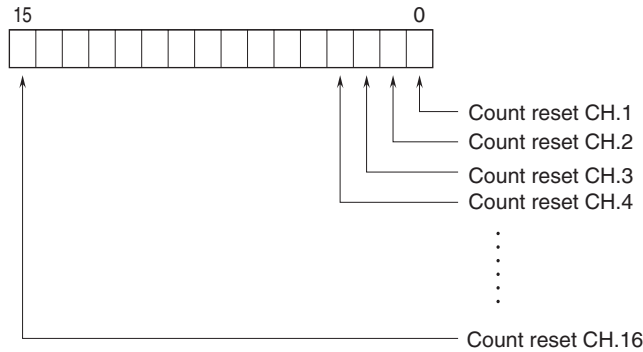 15 0
Count reset CH.1
Count reset CH.2
Count reset CH.3
Count reset CH.4
Count reset CH.16